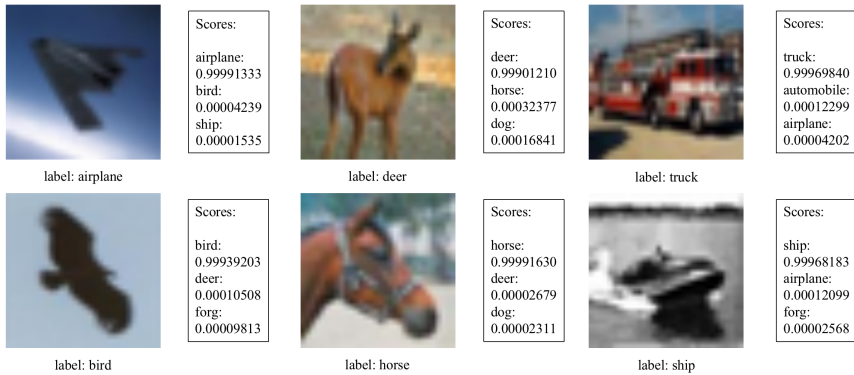 Scores:
airplane:
0.99991333
bird:
0.00004239
ship:
0.00001535
label: airplane
Scores:
deer:
0.99901210
horse:
0.00032377
dog:
0.00016841
label: deer
Scores:
truck:
0.99969840
automobile:
0.00012299
airplane:
0.00004202
label: truck
Scores:
bird:
0.99939203
deer:
0.00010508
forg:
0.00009813
label: bird
Scores:
horse:
0.99991630
deer:
0.00002679
dog:
0.00002311
label: horse
Scores:
ship:
0.99968183
airplane:
0.00012099
forg:
0.00002568
label: ship